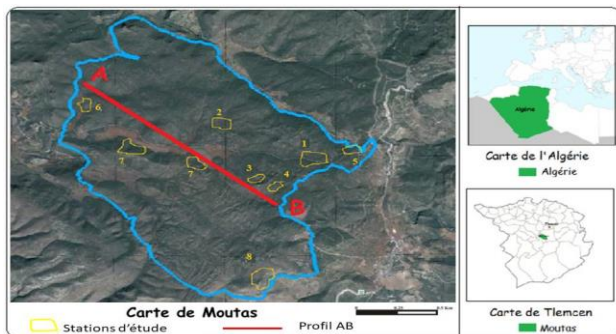 A
6
2
7
7
3
4
1
5
B
8
Carte de Moutas
Stations d'étude
Profil AB
Algérie
Carte de l'Algérie
Algérie
Carte de Tlemcen
Moutas